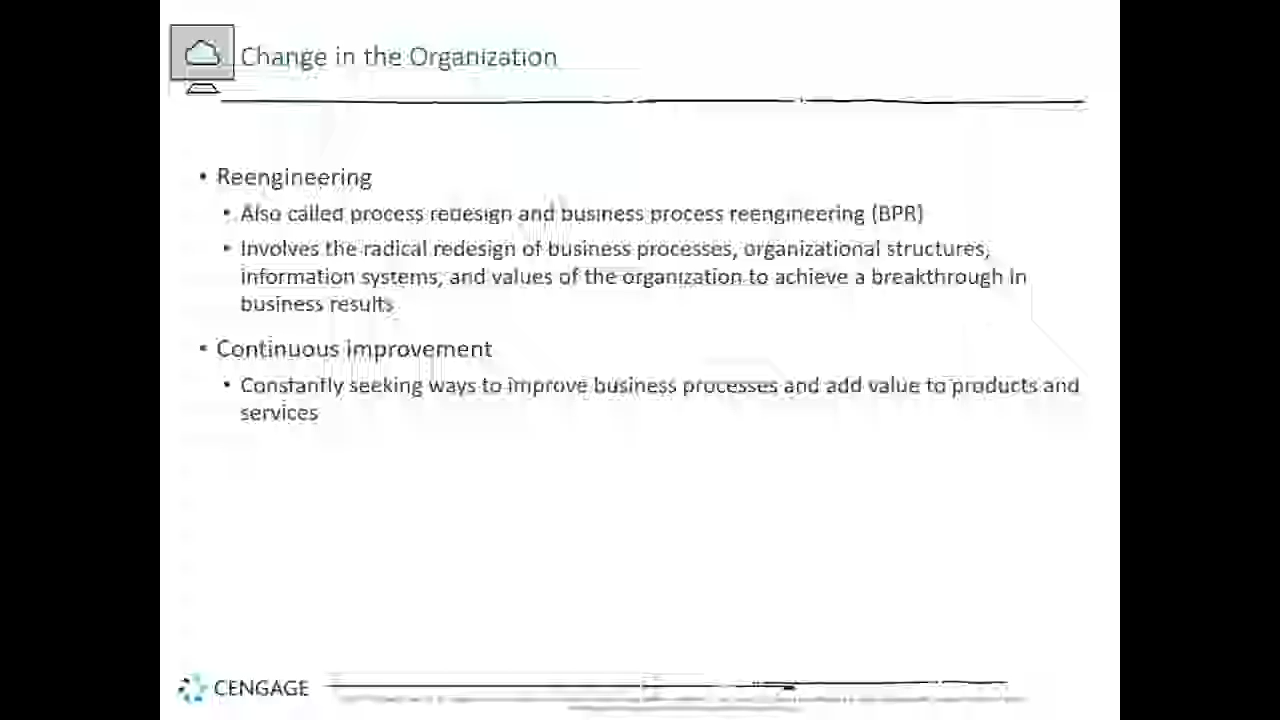 Change in the Organization
• Reengineering
• Also called process redesign and business process reengineering (BPR)
• Involves the radical redesign of business processes, organizational structures,
information systems, and values of the organization to achieve a breakthrough in
business results
• Continuous improvement
• Constantly seeking ways to improve business processes and add value to products and
services
CENGAGE